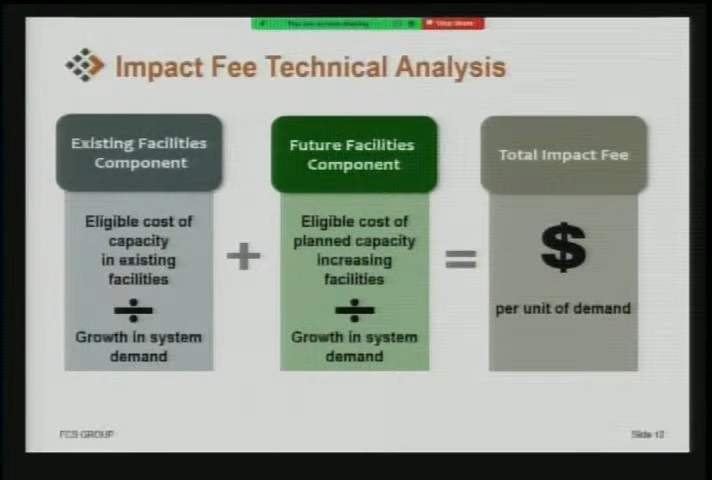 Impact Fee Technical Analysis
Existing Facilities
Component
Future Facilities
Component
Total Impact Fee
Eligible cost of
capacity
in existing
facilities
÷
Growth in system
demand
+
Eligible cost of
planned capacity
increasing
facilities
÷
Growth in system
demand
=
$
per unit of demand
FCS GROUP
Slide 12